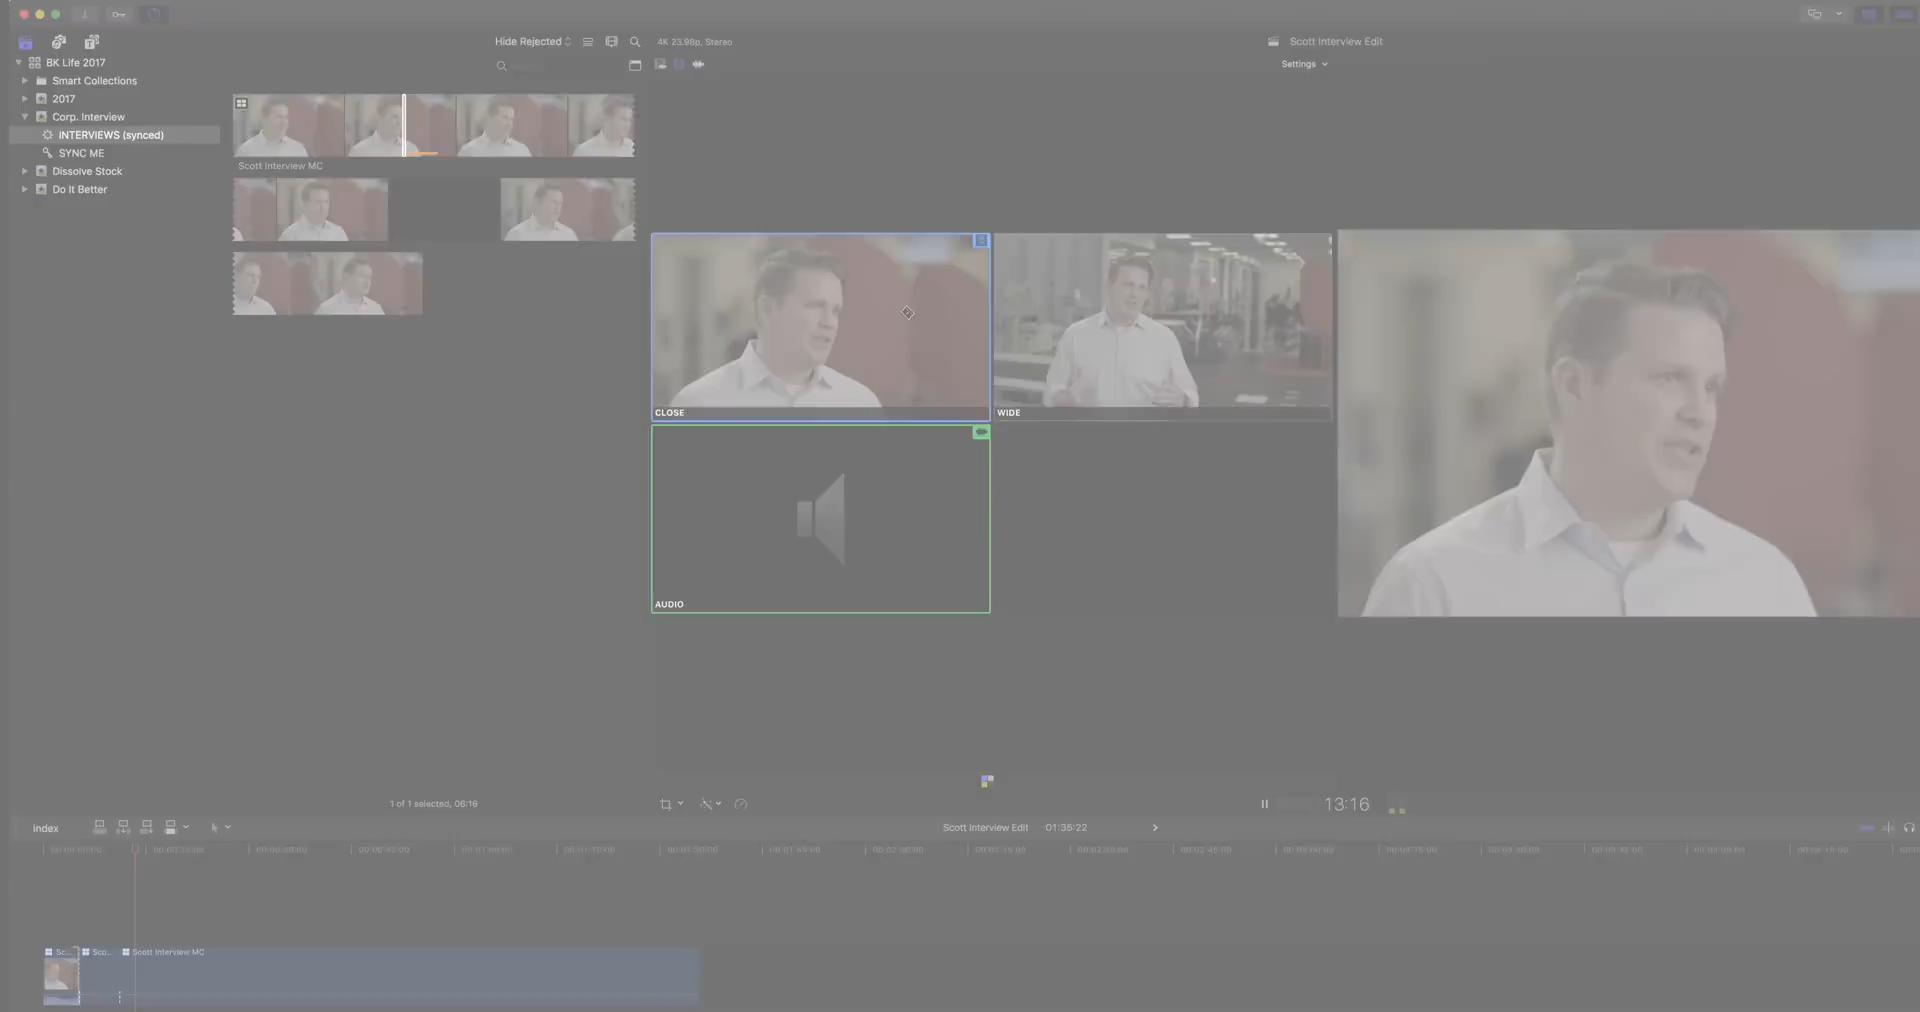 Hide Rejected
4K 23.98p, Stereo
Scott Interview Edit
Settings
BK Life 2017
Smart Collections
2017
Corp. Interview
INTERVIEWS (synced)
SYNC ME
Dissolve Stock
Do It Better
Scott Interview MC
CLOSE
WIDE
AUDIO
1 of 1 selected, 06:16
13:16
Index
Scott Interview Edit
01:35:22
Sc...
Sco...
Scott Interview MC